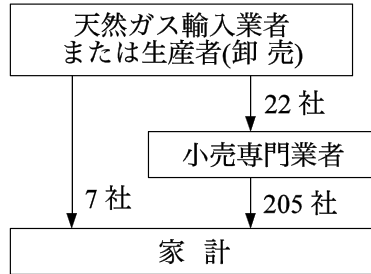 天然ガス輸入業者
または生産者(卸 売)
22 社
小売専門業者
7 社
205 社
家 計